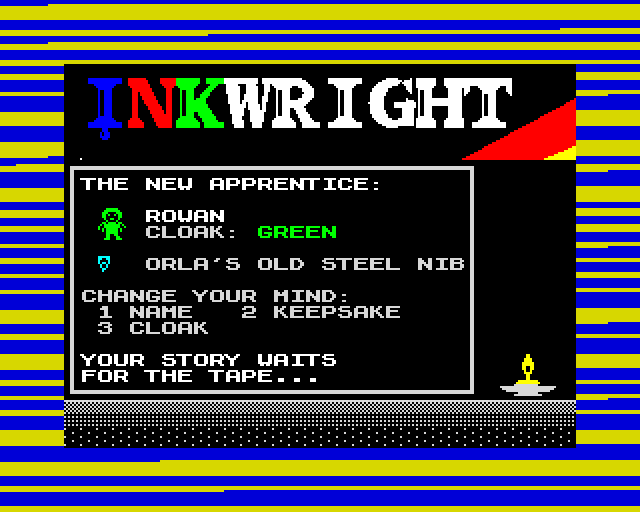 INKWRIGHT
THE NEW APPRENTICE:
ROWAN
CLOAK: GREEN
ORLA'S OLD STEEL NIB
CHANGE YOUR MIND:
1 NAME 2 KEEPSAKE
3 CLOAK
YOUR STORY WAITS
FOR THE TAPE...